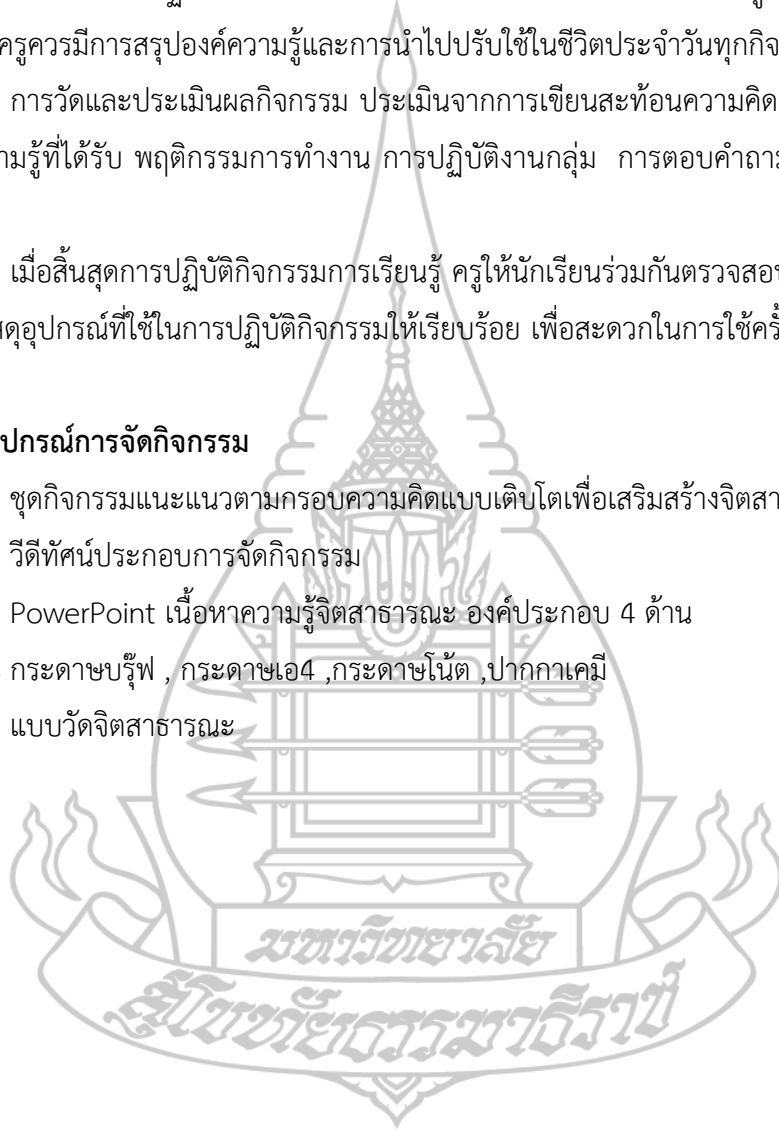 ครูควรมีการสรุปองค์ความรู้และการนำไปปรับใช้ในชีวิตประจำวันทุกกิจ
การวัดและประเมินผลกิจกรรม ประเมินจากการเขียนสะท้อนความคิด
ามรู้ที่ได้รับ พฤติกรรมการทำงาน การปฏิบัติงานกลุ่ม การตอบคำถาม
เมื่อสิ้นสุดการปฏิบัติกิจกรรมการเรียนรู้ ครูให้นักเรียนร่วมกันตรวจสอบ
สดุอุปกรณ์ที่ใช้ในการปฏิบัติกิจกรรมให้เรียบร้อย เพื่อสะดวกในการใช้ครั้
ปกรณ์การจัดกิจกรรม
ชุดกิจกรรมแนะแนวตามกรอบความคิดแบบเติบโตเพื่อเสริมสร้างจิตสา
วีดีทัศน์ประกอบการจัดกิจกรรม
PowerPoint เนื้อหาความรู้จิตสาธารณะ องค์ประกอบ 4 ด้าน
กระดาษบรุ๊ฟ , กระดาษเอ4 ,กระดาษโน้ต ,ปากกาเคมี
แบบวัดจิตสาธารณะ
มหาวิทยาลัย
สุโขทัยธรรมาธิราช